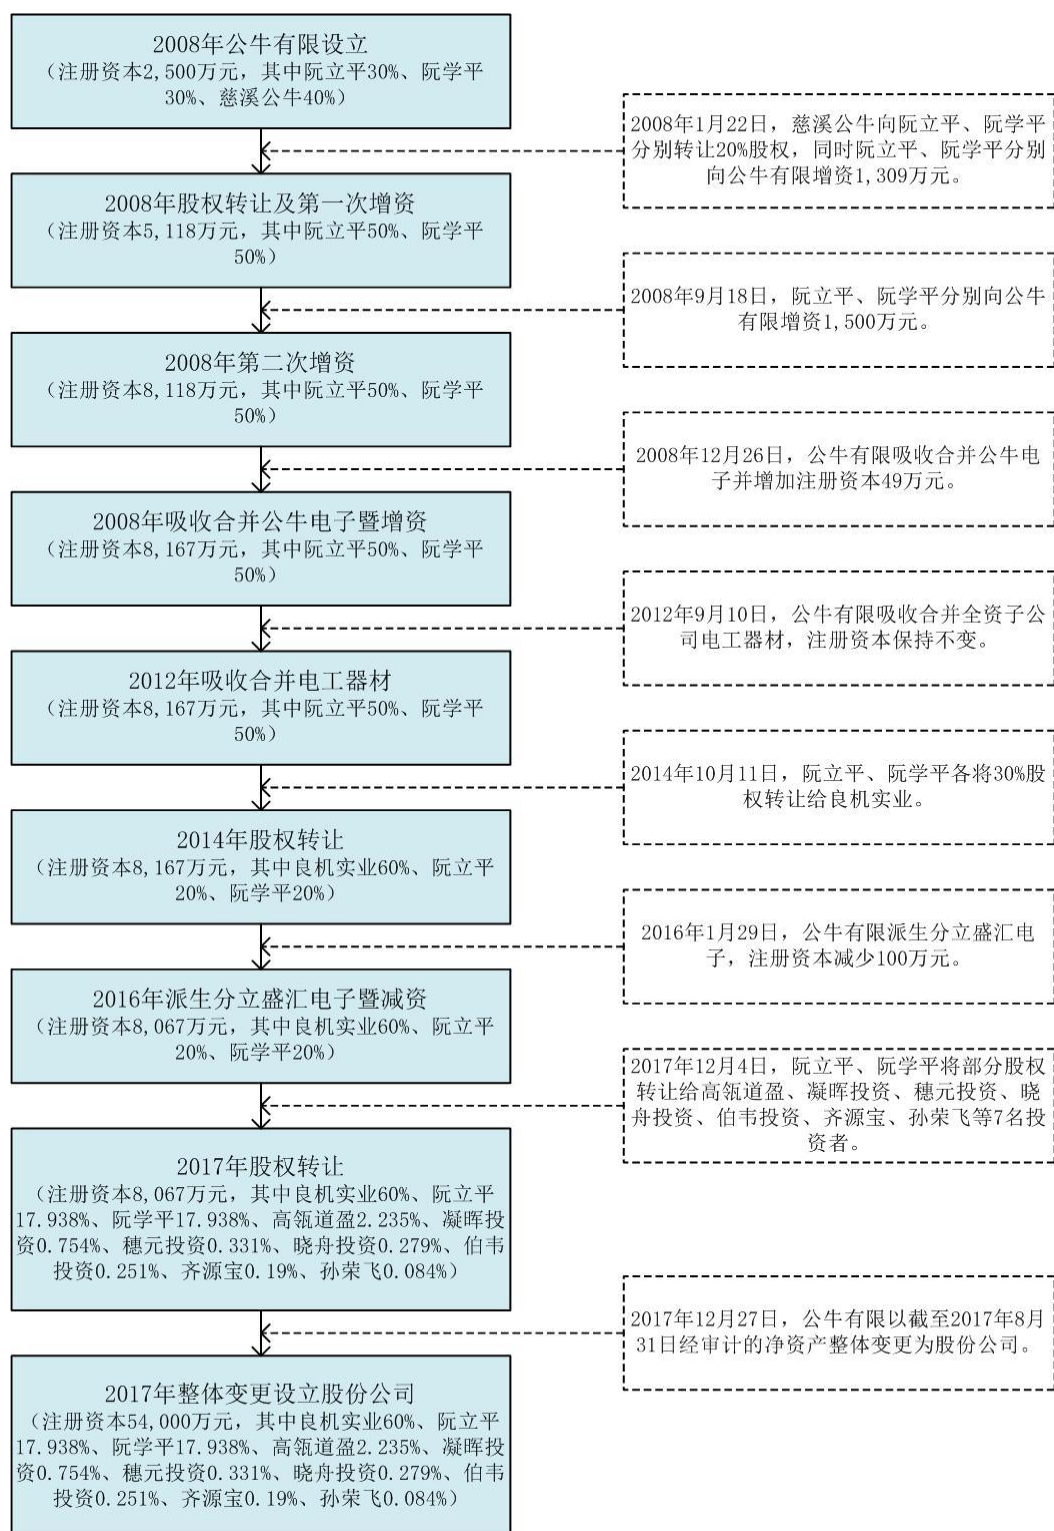 2008年公牛有限设立
（注册资本2,500万元，其中阮立平30%、阮学平
30%、慈溪公牛40%）
2008年1月22日，慈溪公牛向阮立平、阮学平
分别转让20%股权，同时阮立平、阮学平分别
向公牛有限增资1,309万元。
2008年股权转让及第一次增资
（注册资本5,118万元，其中阮立平50%、阮学平
50%）
2008年9月18日，阮立平、阮学平分别向公牛
有限增资1,500万元。
2008年第二次增资
（注册资本8,118万元，其中阮立平50%、阮学平
50%）
2008年12月26日，公牛有限吸收合并公牛电
子并增加注册资本49万元。
2008年吸收合并公牛电子暨增资
（注册资本8,167万元，其中阮立平50%、阮学平
50%）
2012年9月10日，公牛有限吸收合并全资子公
司电工器材，注册资本保持不变。
2012年吸收合并电工器材
（注册资本8,167万元，其中阮立平50%、阮学平
50%）
2014年10月11日，阮立平、阮学平各将30%股
权转让给良机实业。
2014年股权转让
（注册资本8,167万元，其中良机实业60%、阮立平
20%、阮学平20%）
2016年1月29日，公牛有限派生分立盛汇电
子，注册资本减少100万元。
2016年派生分立盛汇电子暨减资
（注册资本8,067万元，其中良机实业60%、阮立平
20%、阮学平20%）
2017年12月4日，阮立平、阮学平将部分股权
转让给高瓴道盈、凝晖投资、穗元投资、晓
舟投资、伯韦投资、齐源宝、孙荣飞等7名投
资者。
2017年股权转让
（注册资本8,067万元，其中良机实业60%、阮立平
17.938%、阮学平17.938%、高瓴道盈2.235%、凝晖投
资0.754%、穗元投资0.331%、晓舟投资0.279%、伯韦
投资0.251%、齐源宝0.19%、孙荣飞0.084%）
2017年12月27日，公牛有限以截至2017年8月
31日经审计的净资产整体变更为股份公司。
2017年整体变更设立股份公司
（注册资本54,000万元，其中良机实业60%、阮立平
17.938%、阮学平17.938%、高瓴道盈2.235%、凝晖投
资0.754%、穗元投资0.331%、晓舟投资0.279%、伯韦
投资0.251%、齐源宝0.19%、孙荣飞0.084%）